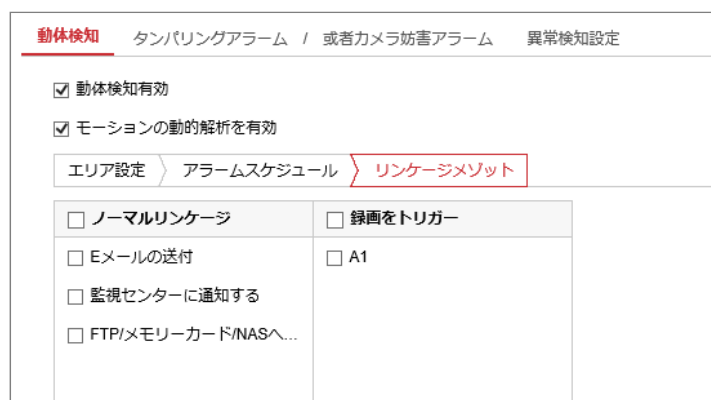 動体検知 タンパリングアラーム / 或者カメラ妨害アラーム 異常検知設定
動体検知有効
モーションの動的解析を有効
エリア設定 アラームスケジュール リンケージメゾット
ノーマルリンケージ 録画をトリガー
Eメールの送付 A1
監視センターに通知する
FTP/メモリーカード/NASへ...